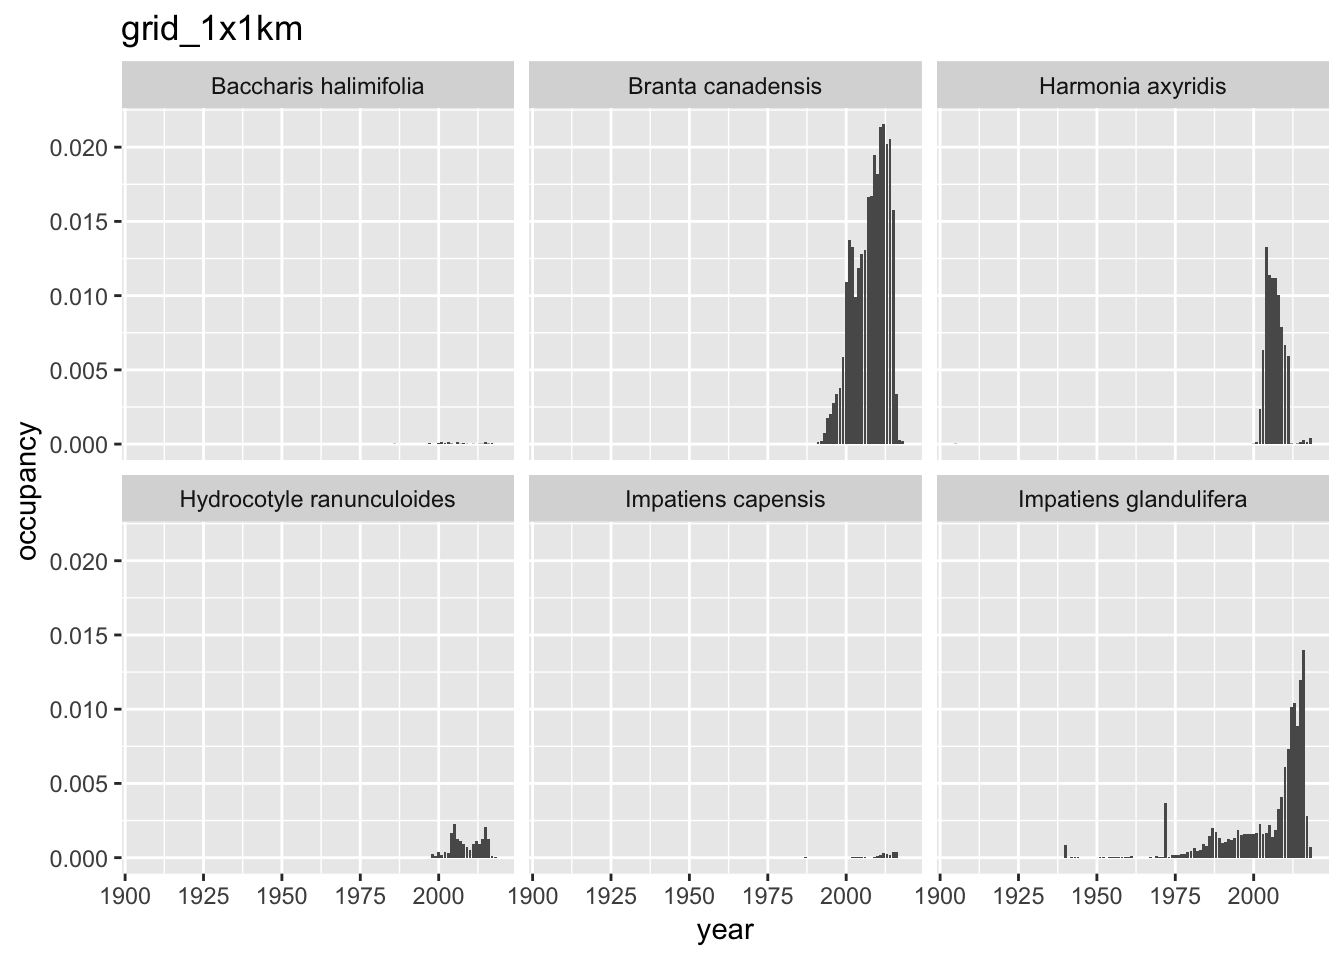 grid_1x1km
Baccharis halimifolia Branta canadensis Harmonia axyridis
0.020
0.015
0.010
0.005
0.000
occupancy
Hydrocotyle ranunculoides Impatiens capensis Impatiens glandulifera
0.020
0.015
0.010
0.005
0.000
1900 1925 1950 1975 2000 1900 1925 1950 1975 2000 1900 1925 1950 1975 2000
year